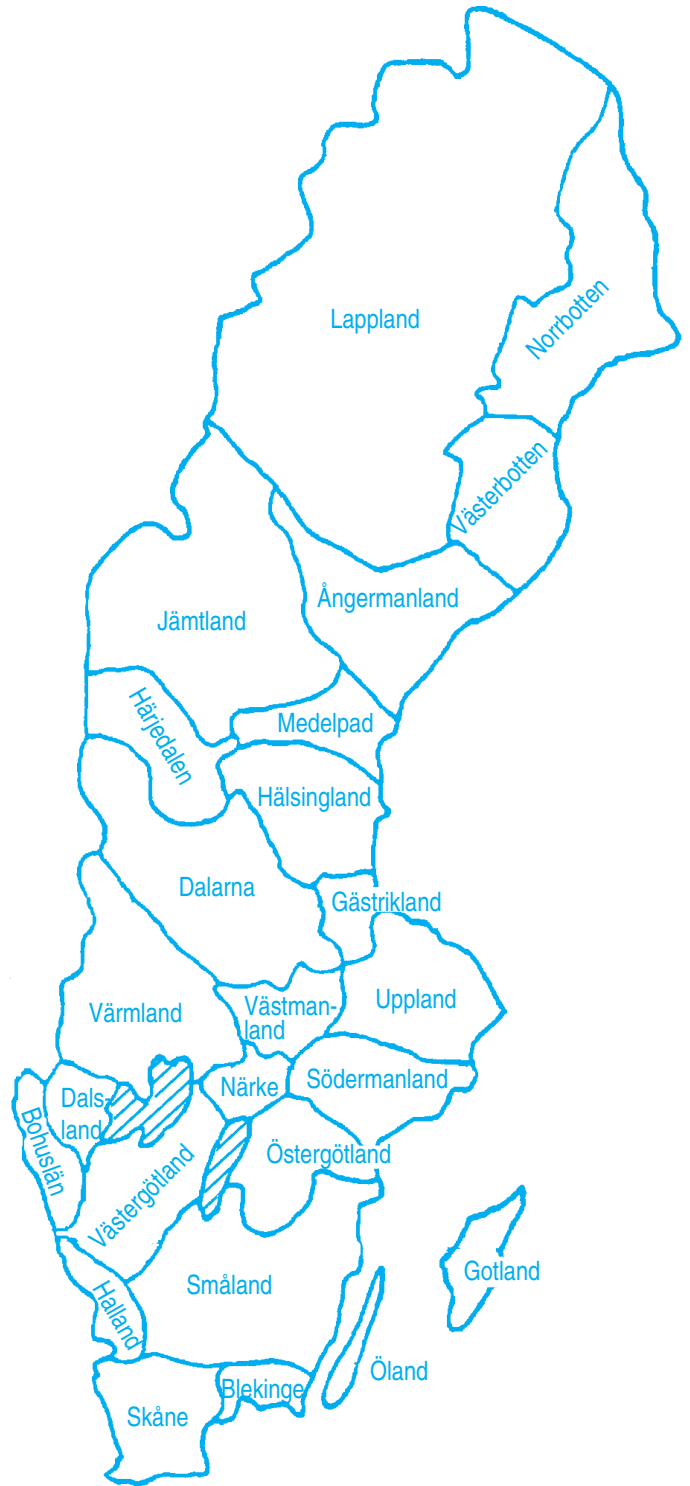 Lappland
Norrbotten
Västerbotten
Ångermanland
Jämtland
Härjedalen
Medelpad
Hälsingland
Dalarna
Gästrikland
Värmland
Västman-
land
Uppland
Dals-
land
Närke
Södermanland
Bohuslän
Västergötland
Östergötland
Gotland
Småland
Halland
Öland
Blekinge
Skåne